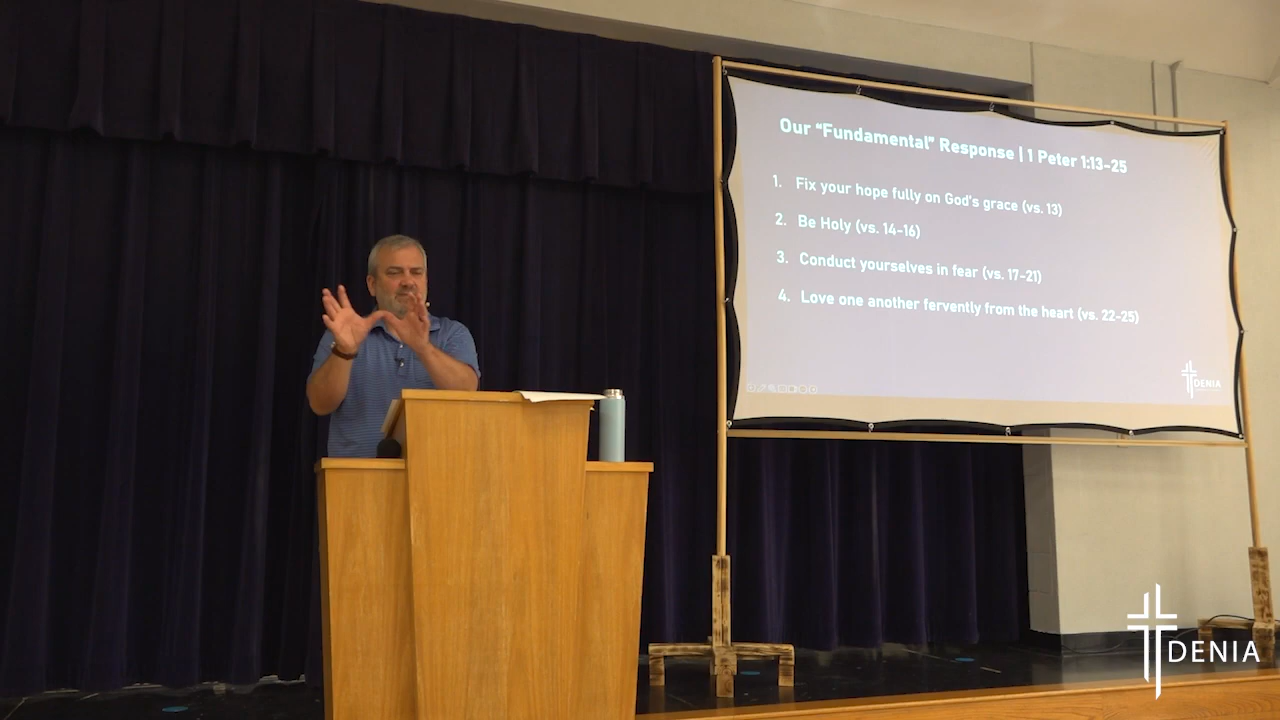 Our “Fundamental” Response | 1 Peter 1:13-25
1. Fix your hope fully on God's grace (vs. 13)
2. Be Holy (vs. 14-16)
3. Conduct yourselves in fear (vs. 17-21)
4. Love one another fervently from the heart (vs. 22-25)
DENIA
DENIA